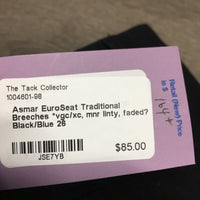 The Tack Collector
1004601-98
Asmar EuroSeat Traditional
Breeches *vgc/xc, mnr linty, faded?
Black/Blue 26
JSE7YB
$85.00
Retail (New) Price
is $